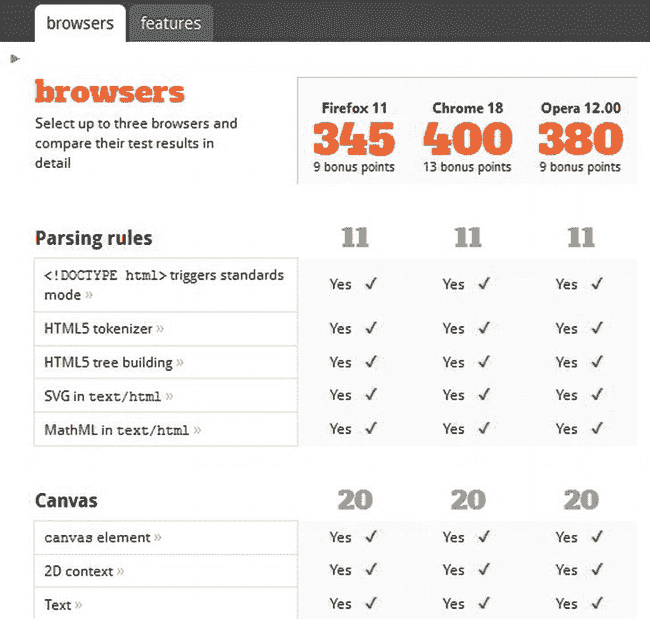 browsers features
browsers
Select up to three browsers and
compare their test results in
detail
Firefox 11 Chrome 18 Opera 12.00
345 400 380
9 bonus points 13 bonus points 9 bonus points
Parsing rules 11 11 11
<!DOCTYPE html> triggers standards
mode » Yes ✔ Yes ✔ Yes ✔
HTML5 tokenizer » Yes ✔ Yes ✔ Yes ✔
HTML5 tree building » Yes ✔ Yes ✔ Yes ✔
SVG in text/html » Yes ✔ Yes ✔ Yes ✔
MathML in text/html » Yes ✔ Yes ✔ Yes ✔
Canvas 20 20 20
canvas element » Yes ✔ Yes ✔ Yes ✔
2D context » Yes ✔ Yes ✔ Yes ✔
Text » Yes ✔ Yes ✔ Yes ✔